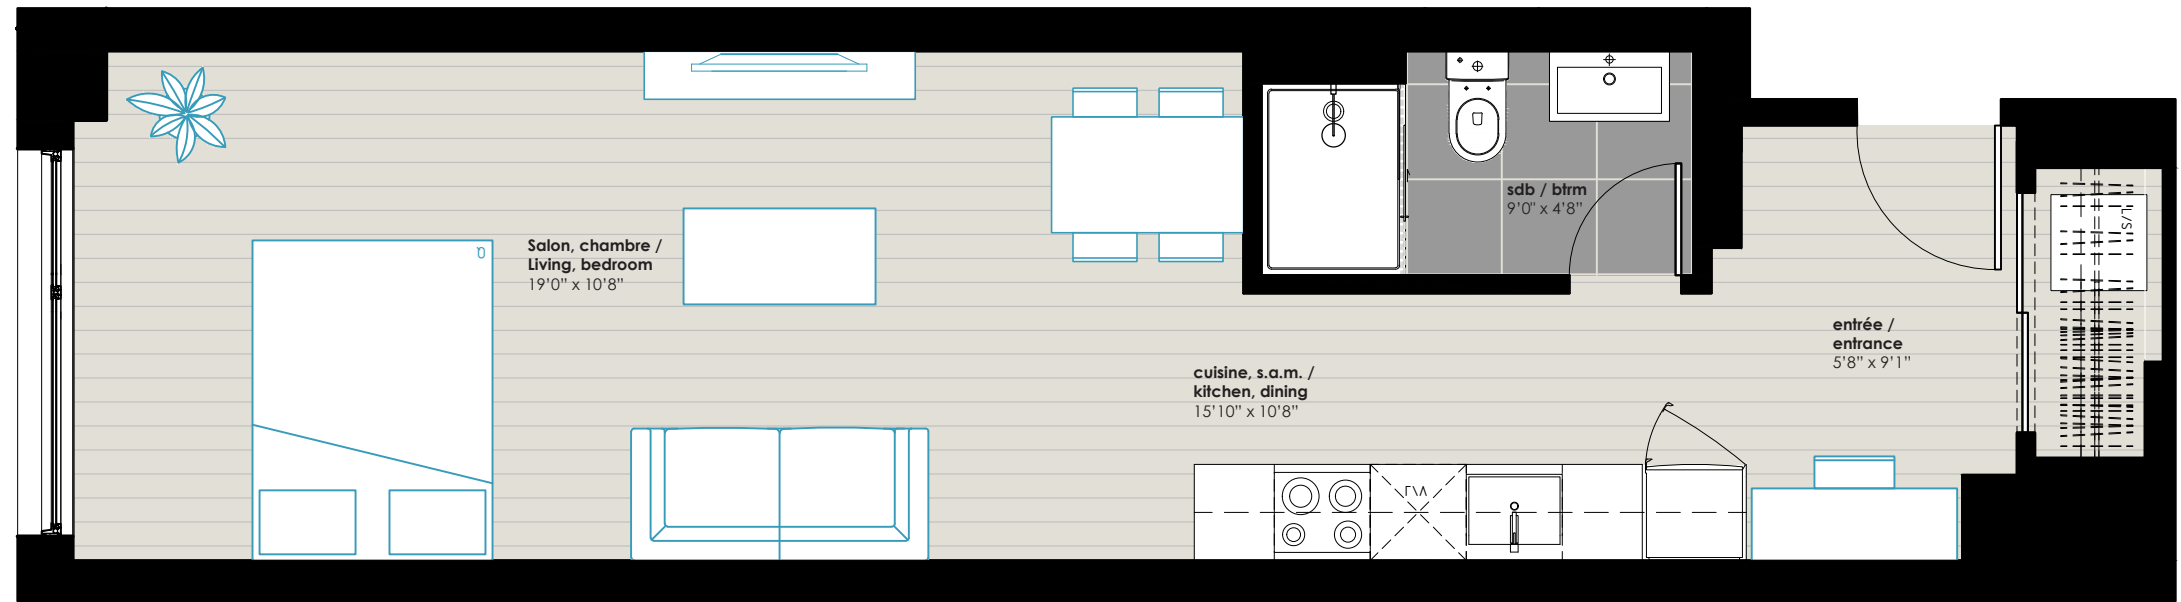 Salon, chambre /
Living, bedroom
19’0” x 10’8”
cuisine, s.a.m. /
kitchen, dining
15’10” x 10’8”
sdb / btrm
9’0” x 4’8”
entrée /
entrance
5’8” x 9’1”
L/S
L\V